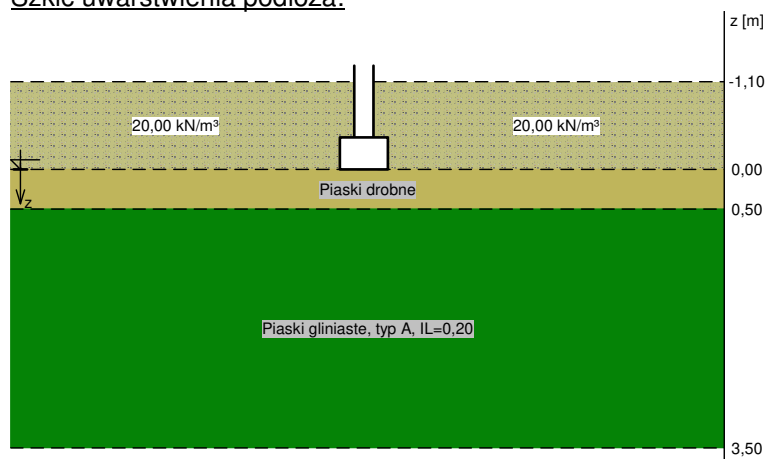 Szkic uwarstwienia podłoża:
z [m]
-1,10
20,00 kN/m³ 20,00 kN/m³
0,00
Piaski drobne
z
0,50
Piaski gliniaste, typ A, IL=0,20
3,50